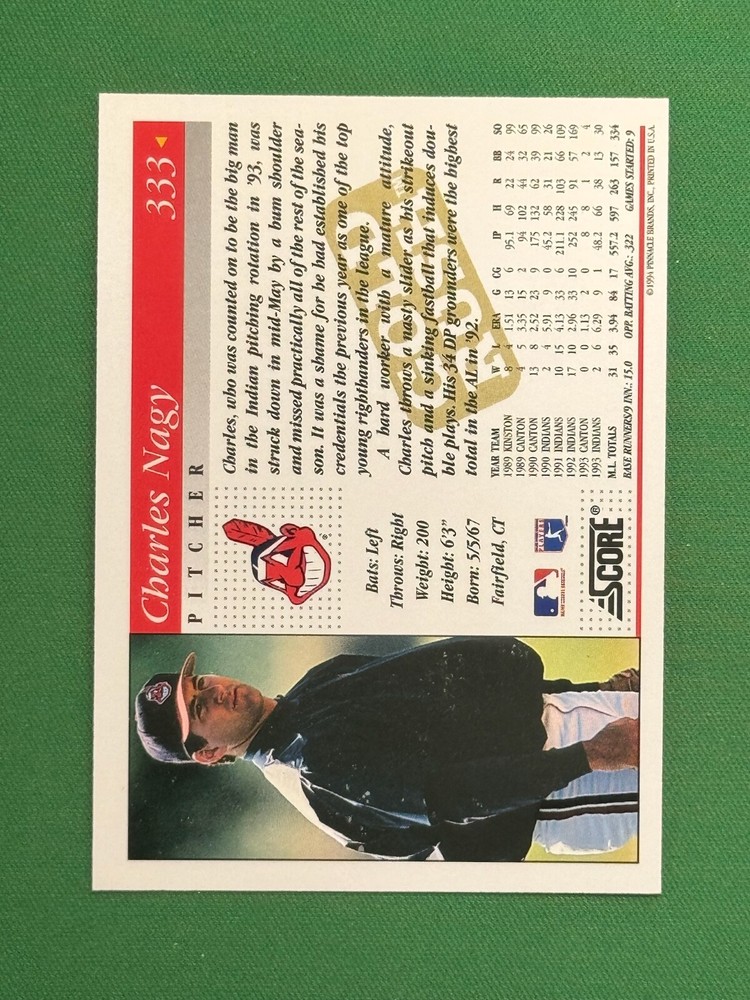 Charles Nagy 333
PITCHER
Bats: Left
Throws: Right
Weight: 200
Height: 6'3"
Born: 5/5/67
Fairfield, CT
PLAYERS
MAJOR LEAGUE BASEBALL
SCORE®
Charles, who was counted on to be the big man
in the Indian pitching rotation in '93, was
struck down in mid-May by a bum shoulder
and missed practically all of the rest of the sea-
son. It was a shame for he had established his
credentials the previous year as one of the top
young righthanders in the league.
A hard worker with a mature attitude,
Charles throws a nasty slider as his strikeout
pitch and a sinking fastball that induces dou-
ble plays. His 34 DP grounders were the highest
total in the AL in '92.
YEAR TEAM W L ERA G CG IP H R BB SO
1989 KINSTON 8 4 1.51 13 6 95.1 69 22 24 99
1989 CANTON 4 5 3.35 15 2 94 102 44 32 65
1990 CANTON 13 8 2.52 23 9 175 132 62 39 99
1990 INDIANS 2 4 5.91 9 0 45.2 58 31 21 26
1991 INDIANS 10 15 4.13 33 6 211.1 228 103 66 109
1992 INDIANS 17 10 2.96 33 10 252 245 91 57 169
1993 CANTON 0 0 1.13 2 0 8 8 1 2 4
1993 INDIANS 2 6 6.29 9 1 48.2 66 38 13 30
M.L. TOTALS 31 35 3.94 84 17 557.2 597 263 157 334
BASE RUNNERS/9 INN.: 15.0 OPP. BATTING AVG.: .322 GAMES STARTED: 9
©1994 PINNACLE BRANDS, INC., PRINTED IN U.S.A.